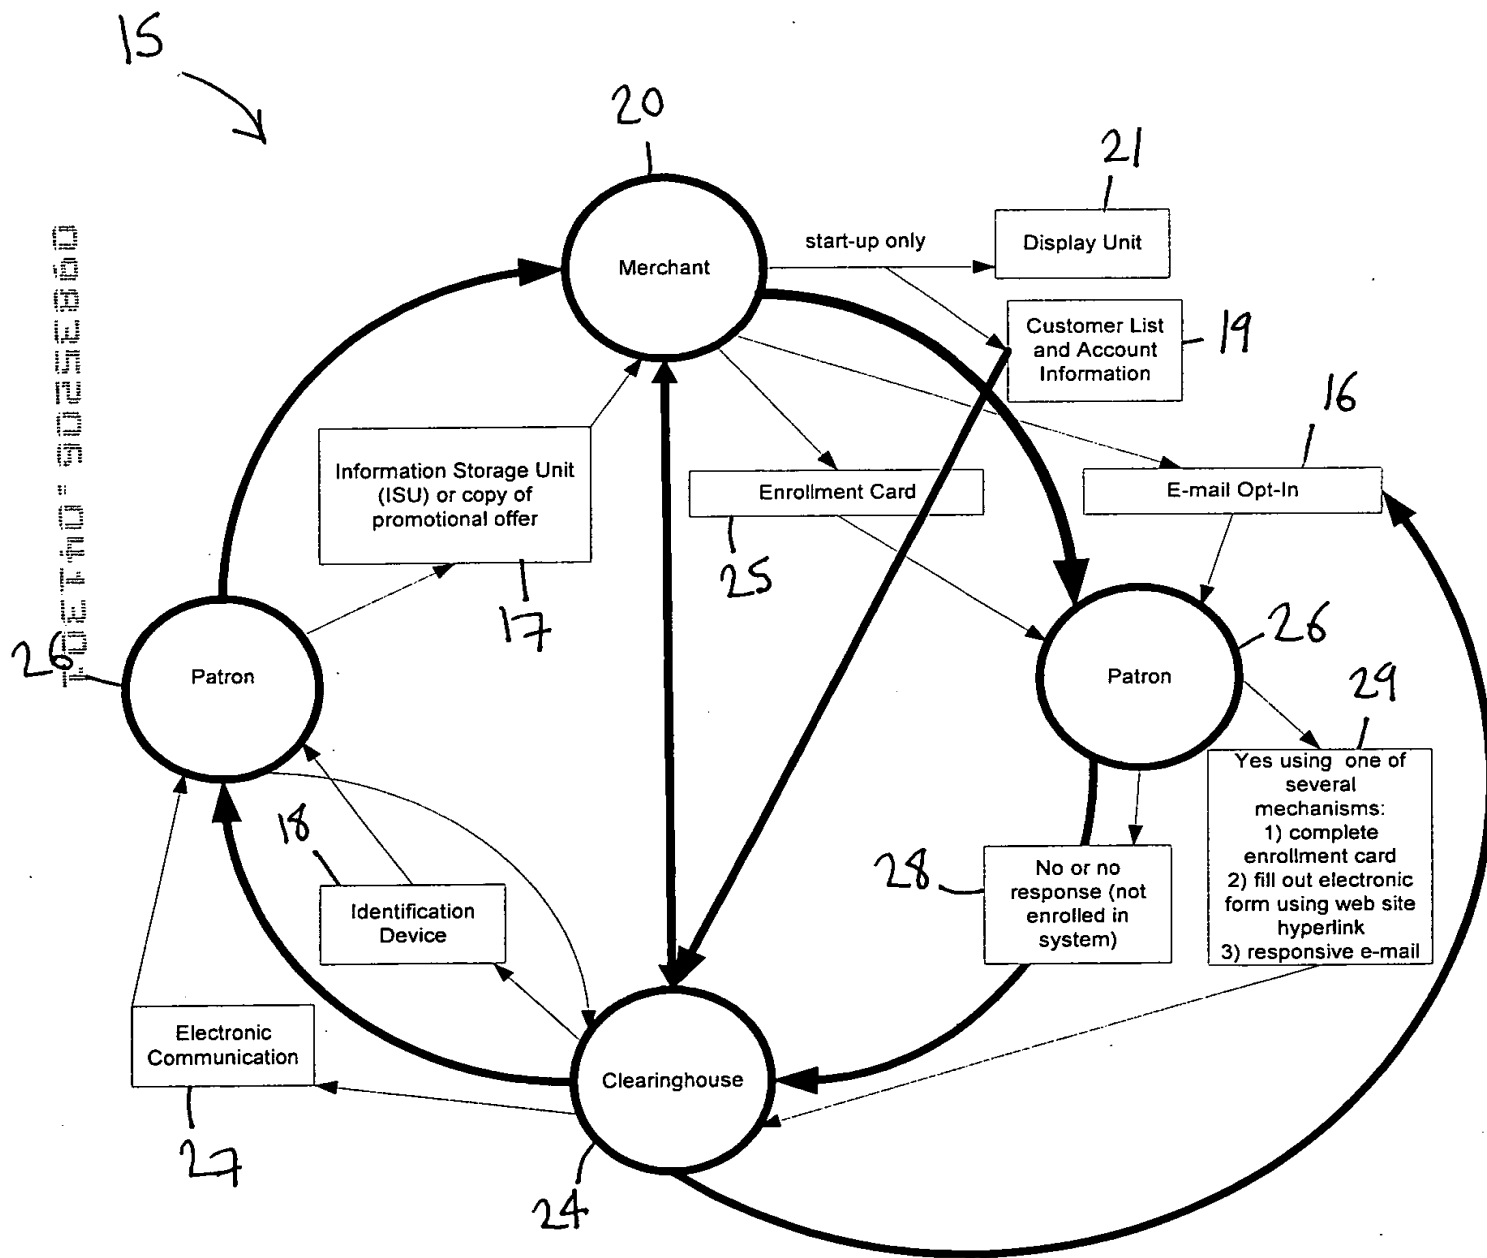 15
20
21
Merchant
start-up only
Display Unit
Customer List
and Account
Information
19
16
Information Storage Unit
(ISU) or copy of
promotional offer
17
Enrollment Card
25
E-mail Opt-In
26
Patron
Patron
26
29
Yes using one of
several
mechanisms:
1) complete
enrollment card
2) fill out electronic
form using web site
hyperlink
3) responsive e-mail
18
Identification
Device
28
No or no
response (not
enrolled in
system)
Electronic
Communication
27
Clearinghouse
24
09835206 . 041301